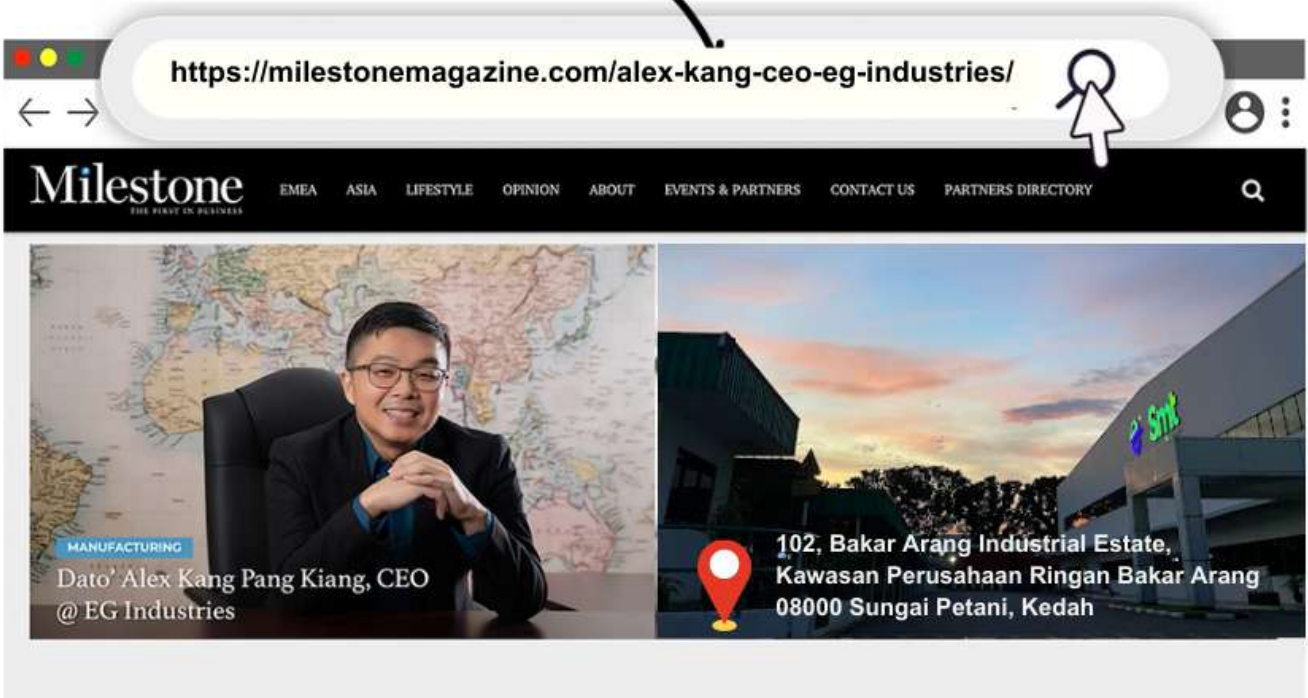 https://milestonemagazine.com/alex-kang-ceo-eg-industries/
Milestone
THE FIRST IN BUSINESS
EMEA ASIA LIFESTYLE OPINION ABOUT EVENTS & PARTNERS CONTACT US PARTNERS DIRECTORY
Smt
MANUFACTURING
Dato' Alex Kang Pang Kiang, CEO
@ EG Industries
102, Bakar Arang Industrial Estate,
Kawasan Perusahaan Ringan Bakar Arang
08000 Sungai Petani, Kedah